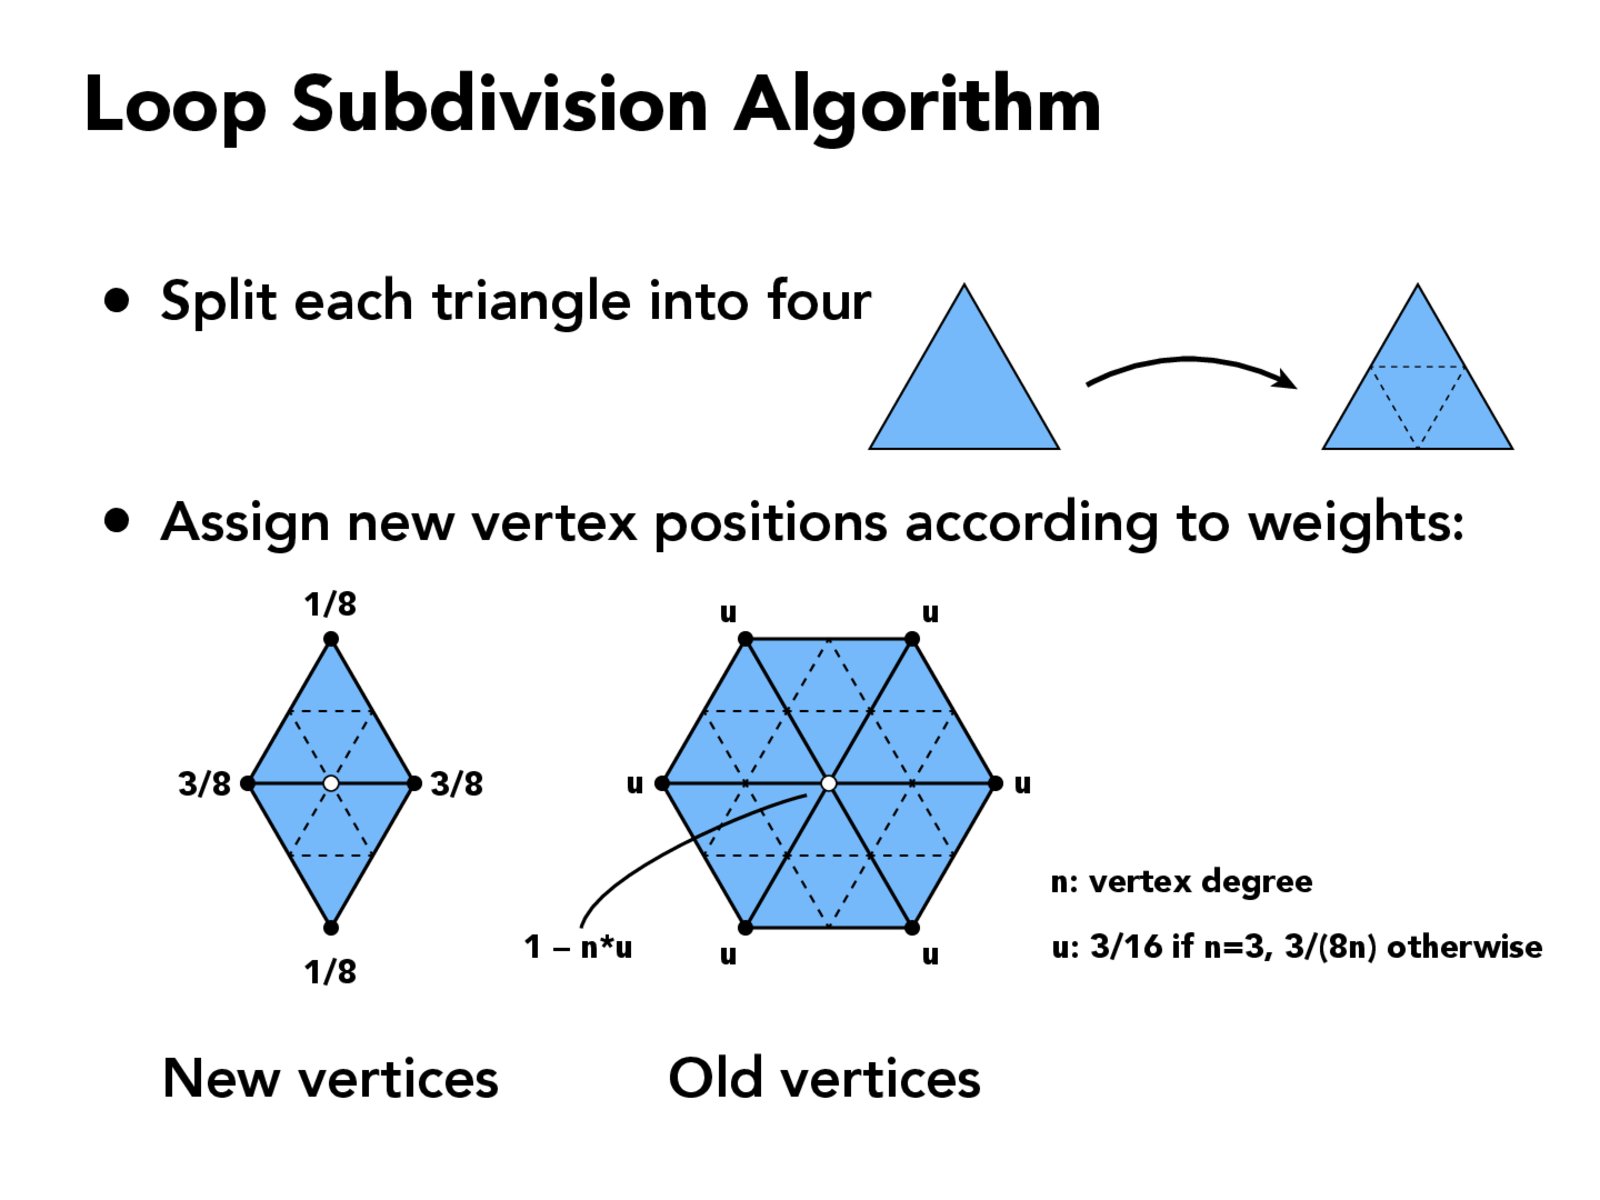 Loop Subdivision Algorithm
• Split each triangle into four
• Assign new vertex positions according to weights:
1/8
3/8
3/8
1/8
u
u
u
u
u
u
1 – n*u
n: vertex degree
u: 3/16 if n=3, 3/(8n) otherwise
New vertices
Old vertices